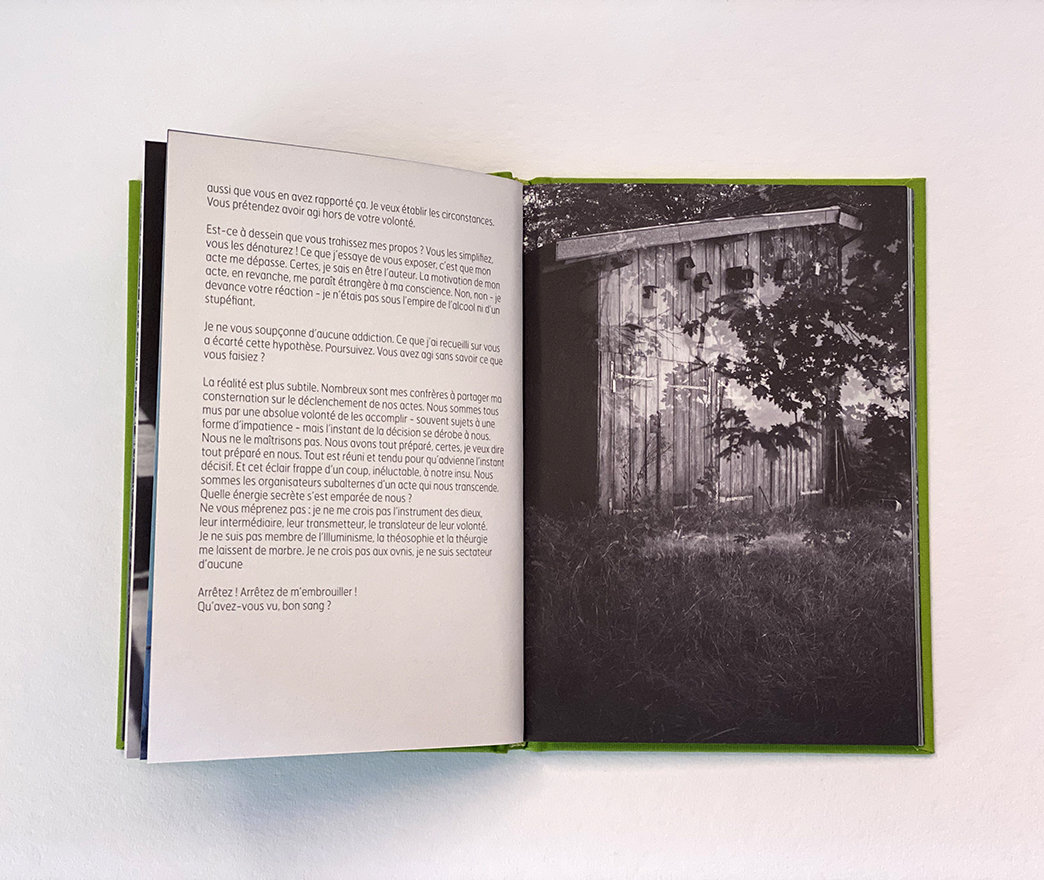 aussi que vous en avez rapporté ça. Je veux établir les circonstances.
Vous prétendez avoir agi hors de votre volonté.
Est-ce à dessein que vous trahissez mes propos ? Vous les simplifiez,
vous les dénaturez ! Ce que j'essaye de vous exposer, c'est que mon
acte me dépasse. Certes, je sais en être l'auteur. La motivation de mon
acte, en revanche, me paraît étrangère à ma conscience. Non, non - je
devance votre réaction - je n'étais pas sous l'empire de l'alcool ni d'un
stupéfiant.
Je ne vous soupçonne d'aucune addiction. Ce que j'ai recueilli sur vous
a écarté cette hypothèse. Poursuivez. Vous avez agi sans savoir ce que
vous faisiez ?
La réalité est plus subtile. Nombreux sont mes confrères à partager ma
consternation sur le déclenchement de nos actes. Nous sommes tous
mus par une absolue volonté de les accomplir - souvent sujets à une
forme d'impatience - mais l'instant de la décision se dérobe à nous.
Nous ne le maîtrisons pas. Nous avons tout préparé, certes, je veux dire
tout préparé en nous. Tout est réuni et tendu pour qu'advienne l'instant
décisif. Et cet éclair frappe d'un coup, inéluctable, à notre insu. Nous
sommes les organisateurs subalternes d'un acte qui nous transcende.
Quelle énergie secrète s'est emparée de nous ?
Ne vous méprenez pas : je ne me crois pas l'instrument des dieux,
leur intermédiaire, leur transmetteur, le translateur de leur volonté.
Je ne suis pas membre de l'Illuminisme, la théosophie et la théurgie
me laissent de marbre. Je ne crois pas aux ovnis, je ne suis sectateur
d'aucune
Arrêtez ! Arrêtez de m'embrouiller !
Qu'avez-vous vu, bon sang ?